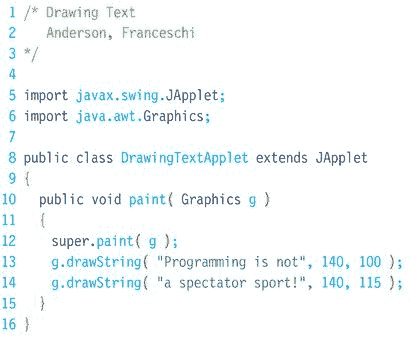 1 /* Drawing Text
2    Anderson, Franceschi
3 */
4
5 import javax.swing.JApplet;
6 import java.awt.Graphics;
7
8 public class DrawingTextApplet extends JApplet
9 {
10   public void paint( Graphics g )
11   {
12     super.paint( g );
13     g.drawString( "Programming is not", 140, 100 );
14     g.drawString( "a spectator sport!", 140, 115 );
15   }
16 }